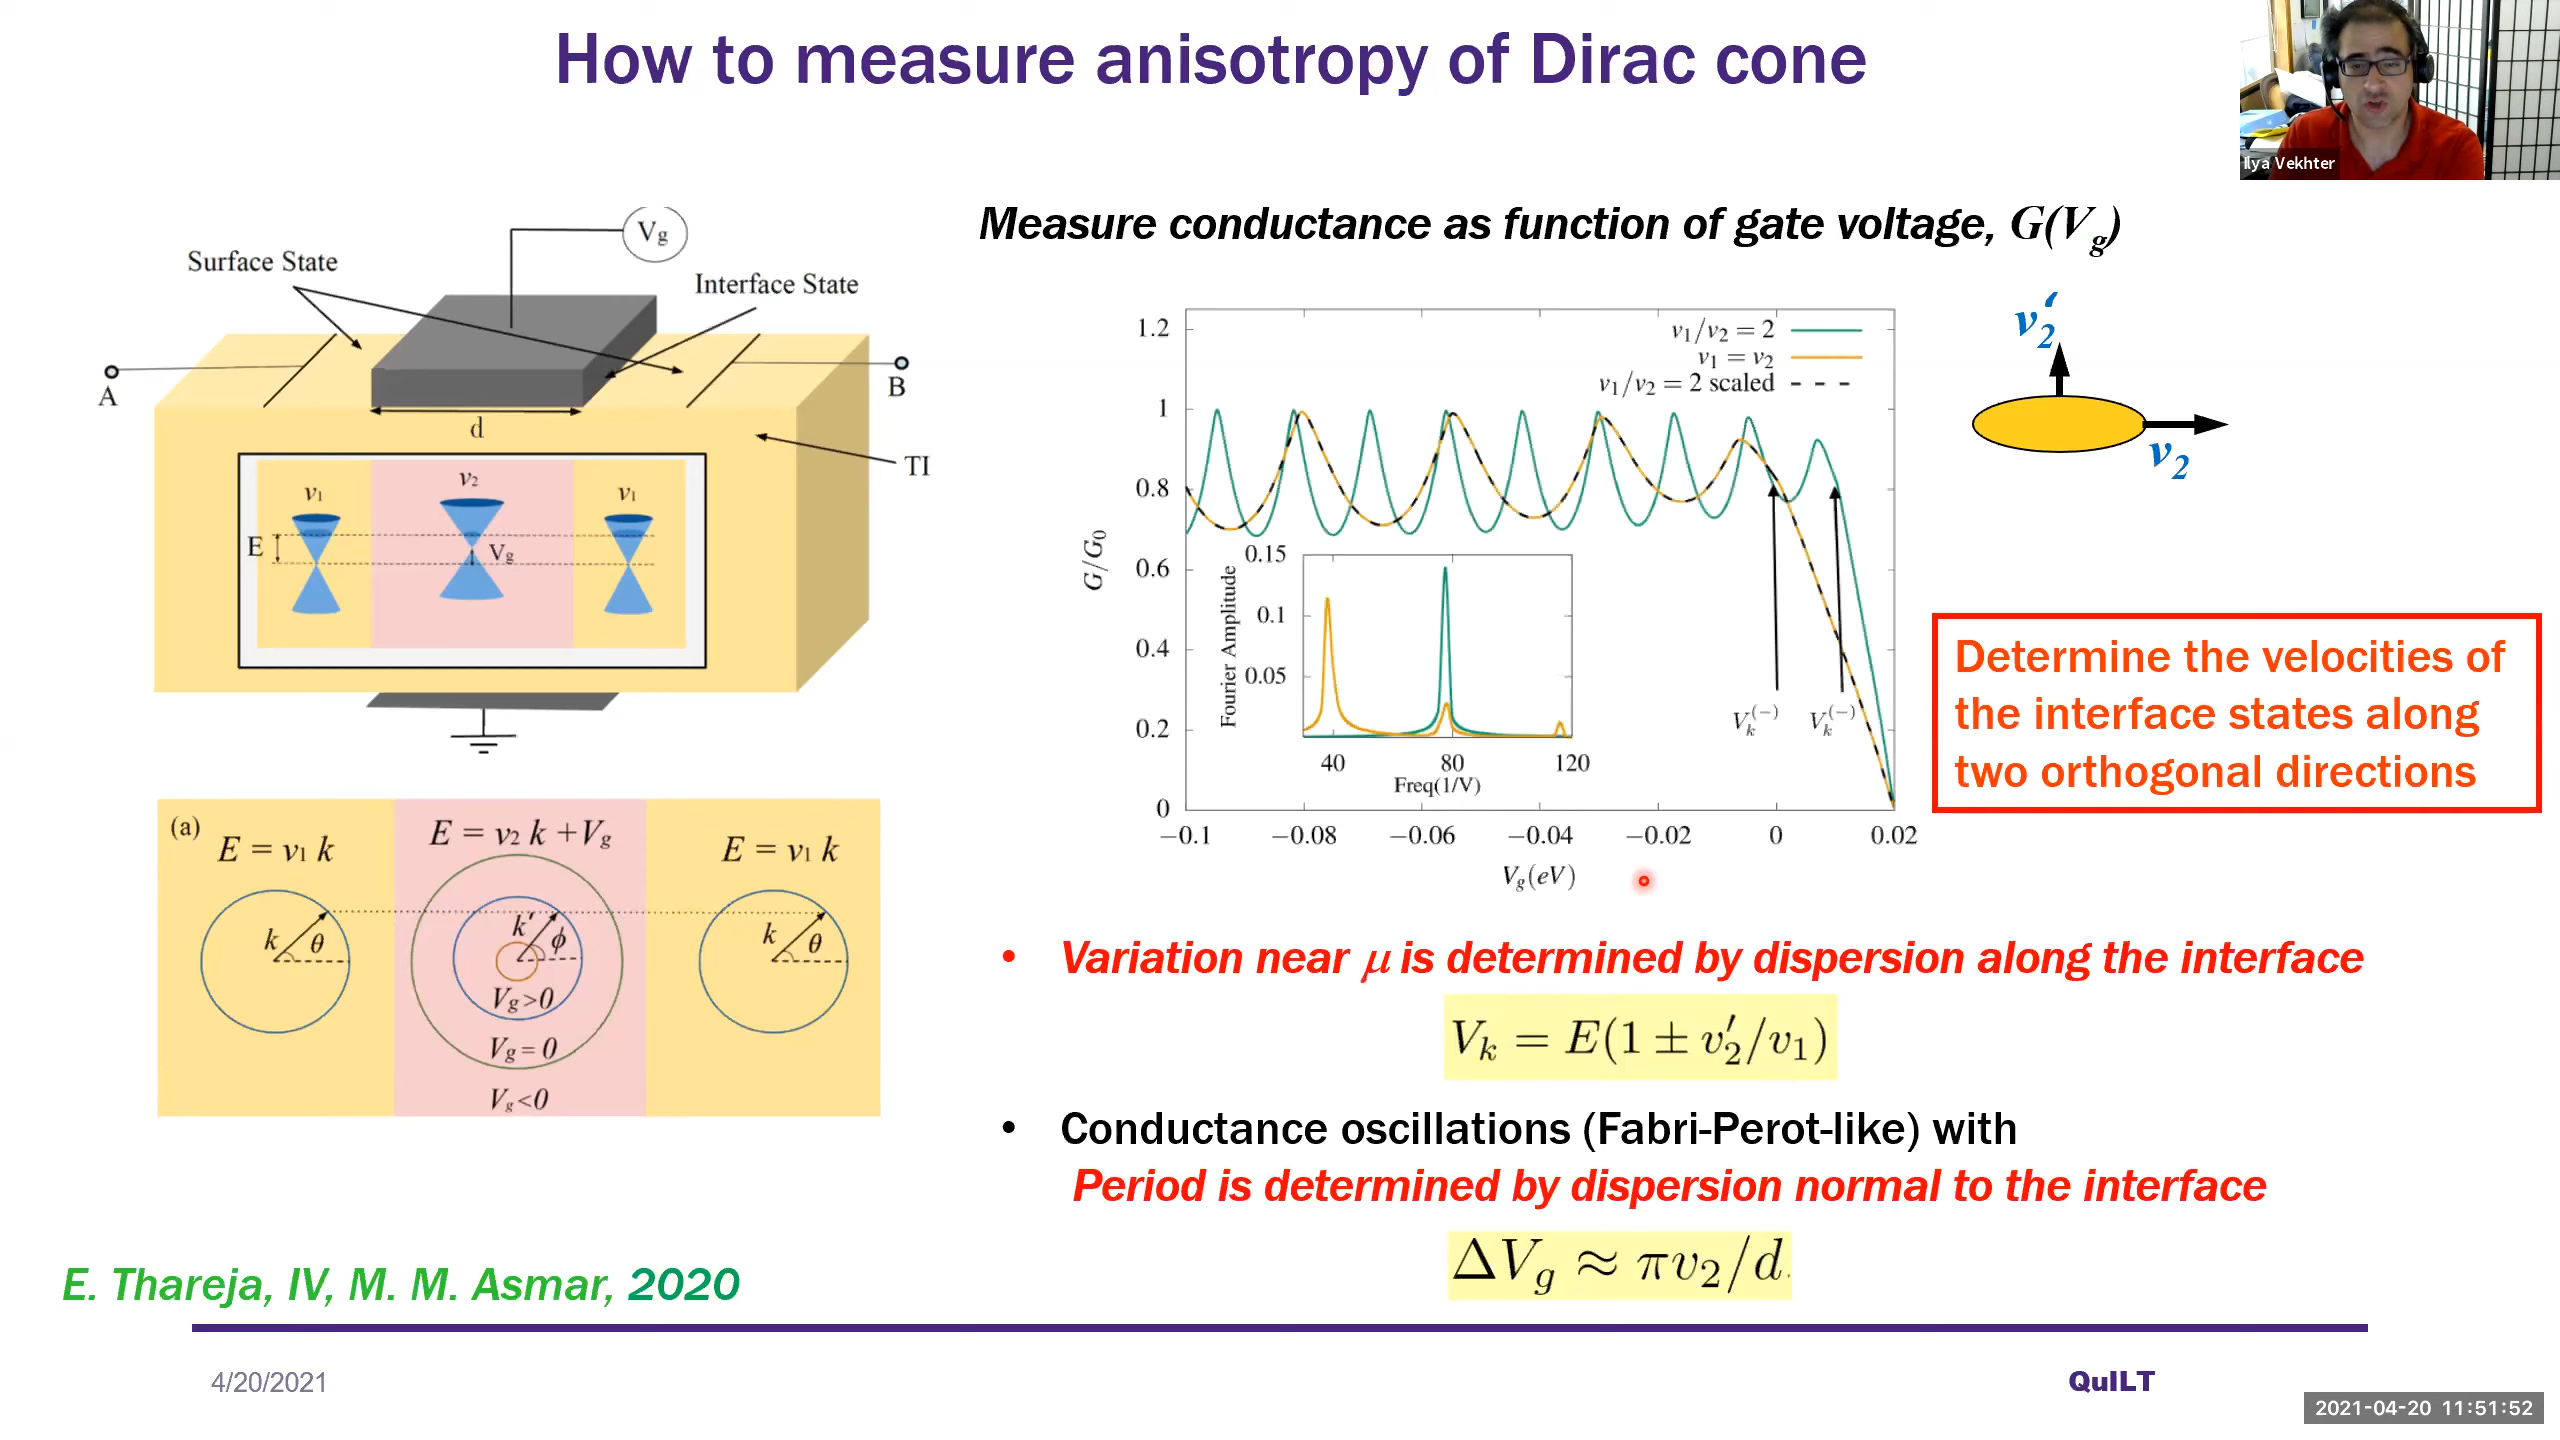 How to measure anisotropy of Dirac cone
Ilya Vekhter
Measure conductance as function of gate voltage, G(Vg)
Vg
Surface State
Interface State
A
B
d
TI
v1
v2
v1
E
Vg
(a)
E = v1 k
E = v2 k + Vg
E = v1 k
k θ
k′ ϕ
k θ
Vg>0
Vg= 0
Vg<0
E. Thareja, IV, M. M. Asmar, 2020
v1/v2 = 2
v1 = v2
v1/v2 = 2 scaled
G/G0
1.2
1
0.8
0.6
0.4
0.2
0
−0.1 −0.08 −0.06 −0.04 −0.02 0 0.02
Vg(eV)
Fourier Amplitude
0.15
0.1
0.05
40 80 120
Freq(1/V)
Vk(−) Vk(−)
v2′
v2
Determine the velocities of
the interface states along
two orthogonal directions
• Variation near μ is determined by dispersion along the interface
Vk = E(1 ± v2′/v1)
• Conductance oscillations (Fabri-Perot-like) with
Period is determined by dispersion normal to the interface
ΔVg ≈ πv2/d.
4/20/2021
QuILT
2021-04-20 11:51:52